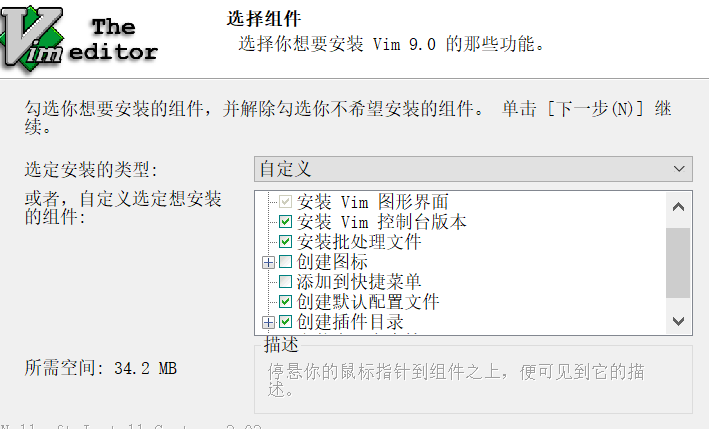 The
Vim editor
选择组件
选择你想要安装 Vim 9.0 的那些功能。
勾选你想要安装的组件，并解除勾选你不希望安装的组件。 单击 [下一步(N)] 继
续。
选定安装的类型:
自定义
或者，自定义选定想安装
的组件:
安装 Vim 图形界面
安装 Vim 控制台版本
安装批处理文件
创建图标
添加到快捷菜单
创建默认配置文件
创建插件目录
所需空间: 34.2 MB
描述
停悬你的鼠标指针到组件之上，便可见到它的描
述。